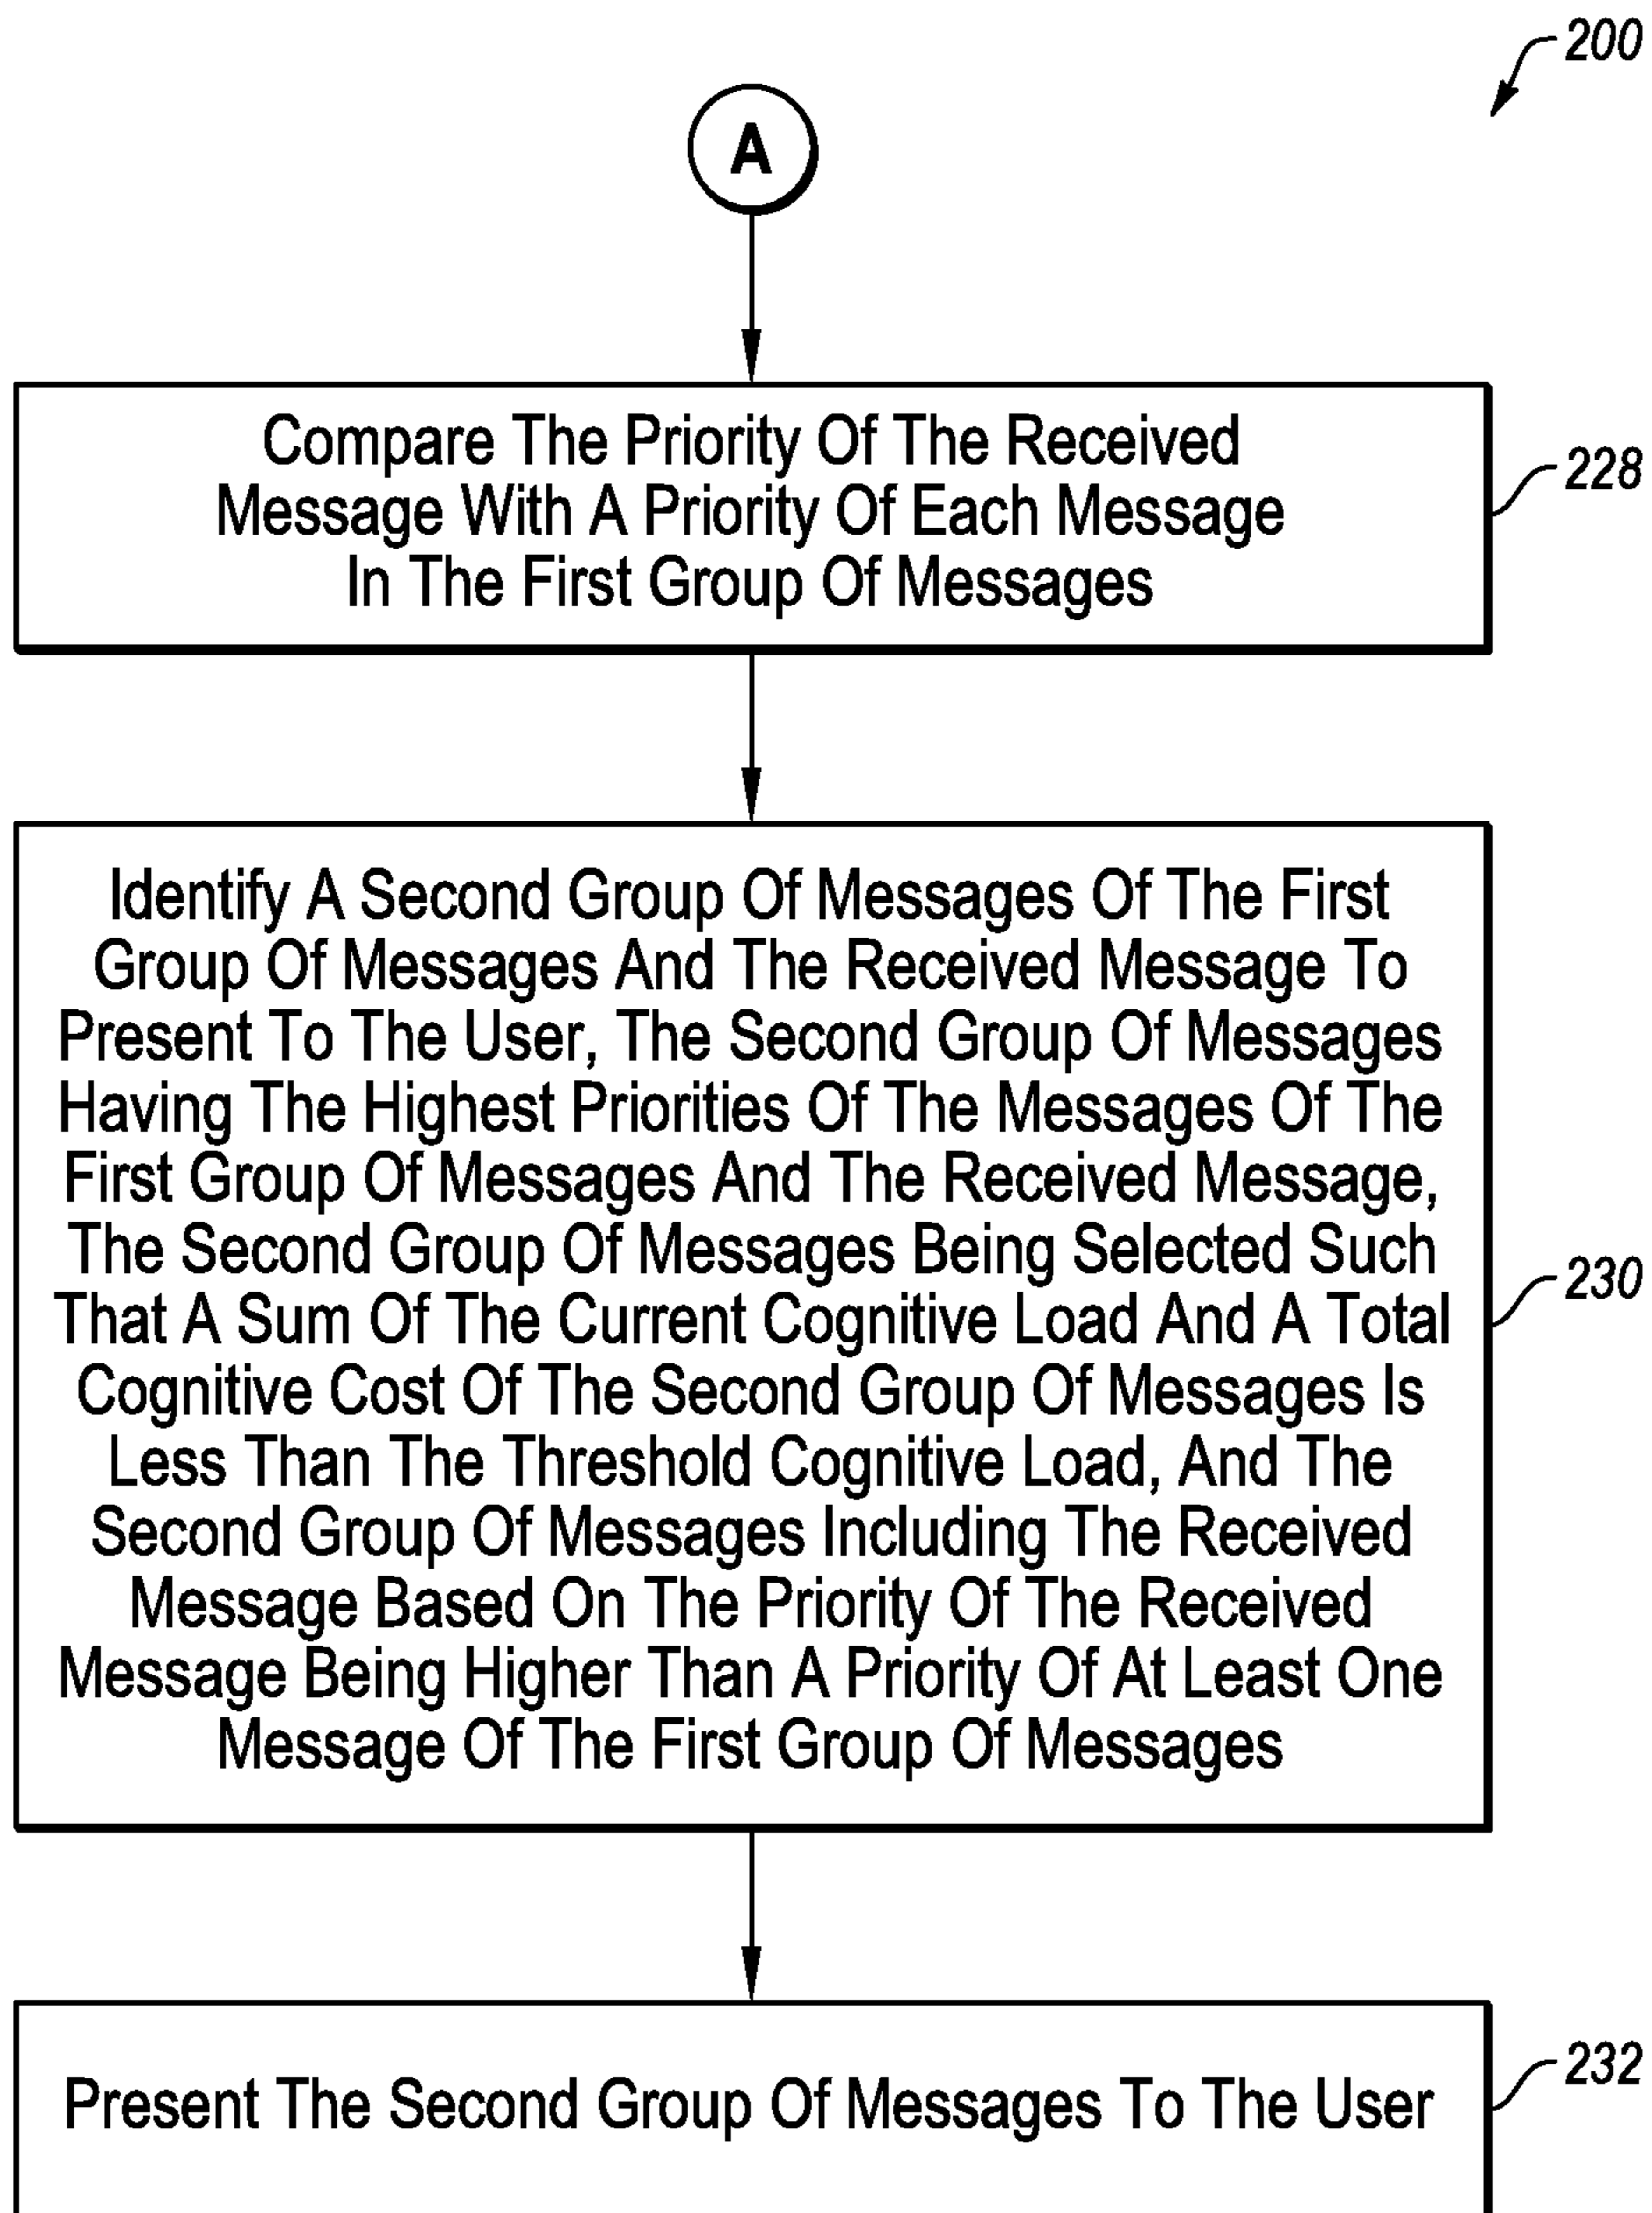 200
A
Compare The Priority Of The Received
Message With A Priority Of Each Message
In The First Group Of Messages
228
Identify A Second Group Of Messages Of The First
Group Of Messages And The Received Message To
Present To The User, The Second Group Of Messages
Having The Highest Priorities Of The Messages Of The
First Group Of Messages And The Received Message,
The Second Group Of Messages Being Selected Such
That A Sum Of The Current Cognitive Load And A Total
Cognitive Cost Of The Second Group Of Messages Is
Less Than The Threshold Cognitive Load, And The
Second Group Of Messages Including The Received
Message Based On The Priority Of The Received
Message Being Higher Than A Priority Of At Least One
Message Of The First Group Of Messages
230
Present The Second Group Of Messages To The User
232